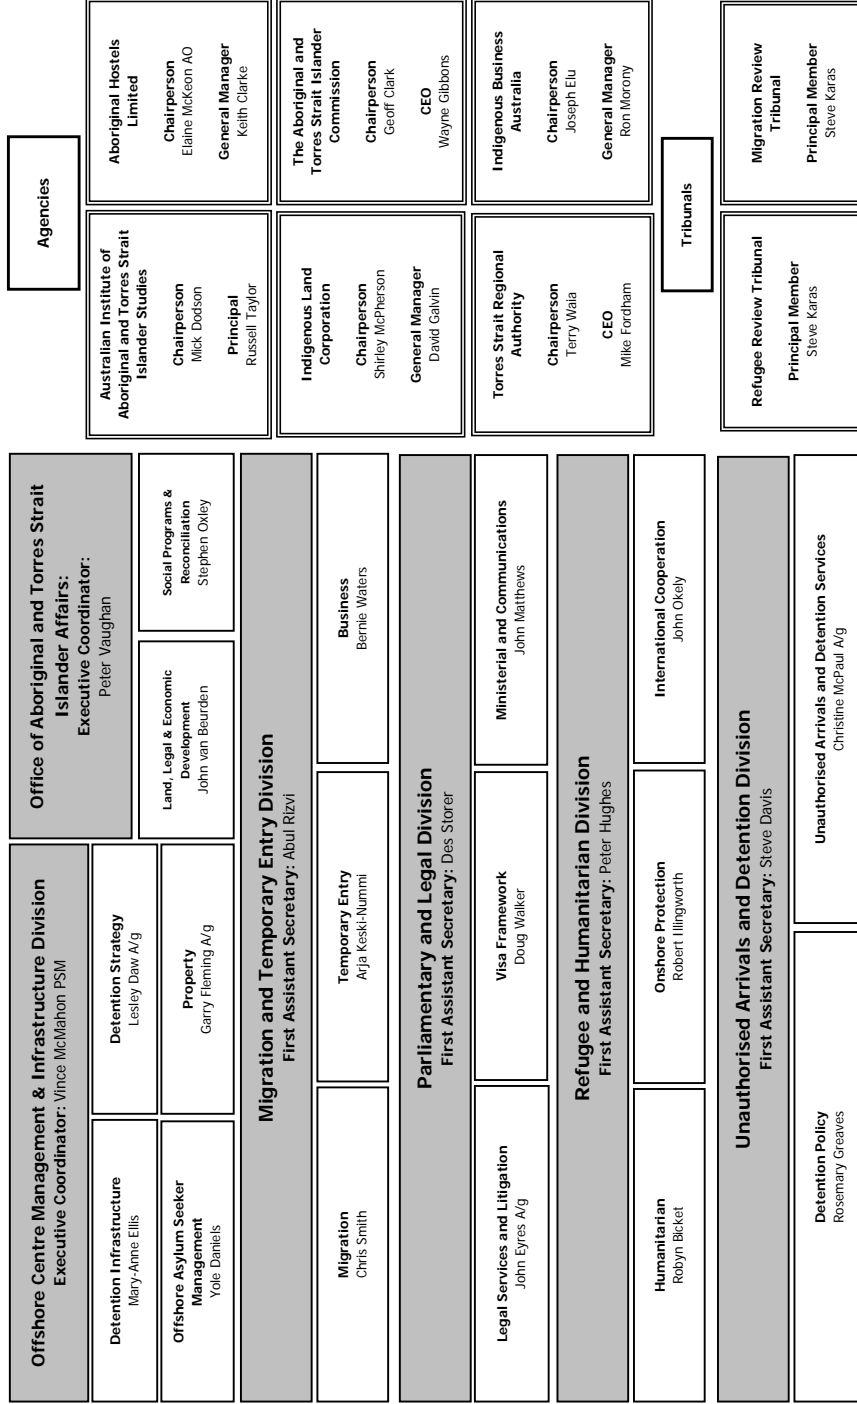 Offshore Centre Management & Infrastructure Division
Executive Coordinator: Vince McMahon PSM
Detention Infrastructure
Mary-Anne Ellis
Detention Strategy
Lesley Daw A/g
Offshore Asylum Seeker
Management
Yole Daniels
Property
Garry Fleming A/g
Office of Aboriginal and Torres Strait
Islander Affairs:
Executive Coordinator:
Peter Vaughan
Land, Legal & Economic
Development
John van Beurden
Social Programs &
Reconciliation
Stephen Oxley
Migration and Temporary Entry Division
First Assistant Secretary: Abul Rizvi
Migration
Chris Smith
Temporary Entry
Arja Keski-Nummi
Business
Bernie Waters
Parliamentary and Legal Division
First Assistant Secretary: Des Storer
Legal Services and Litigation
John Eyres A/g
Visa Framework
Doug Walker
Ministerial and Communications
John Matthews
Refugee and Humanitarian Division
First Assistant Secretary: Peter Hughes
Humanitarian
Robyn Bicket
Onshore Protection
Robert Illingworth
International Cooperation
John Okely
Unauthorised Arrivals and Detention Division
First Assistant Secretary: Steve Davis
Detention Policy
Rosemary Greaves
Unauthorised Arrivals and Detention Services
Christine McPaul A/g
Agencies
Australian Institute of
Aboriginal and Torres Strait
Islander Studies
Chairperson
Mick Dodson
Principal
Russell Taylor
Aboriginal Hostels
Limited
Chairperson
Elaine McKeon AO
General Manager
Keith Clarke
Indigenous Land
Corporation
Chairperson
Shirley McPherson
General Manager
David Galvin
The Aboriginal and
Torres Strait Islander
Commission
Chairperson
Geoff Clark
CEO
Wayne Gibbons
Torres Strait Regional
Authority
Chairperson
Terry Waia
CEO
Mike Fordham
Indigenous Business
Australia
Chairperson
Joseph Elu
General Manager
Ron Morony
Tribunals
Refugee Review Tribunal
Principal Member
Steve Karas
Migration Review
Tribunal
Principal Member
Steve Karas